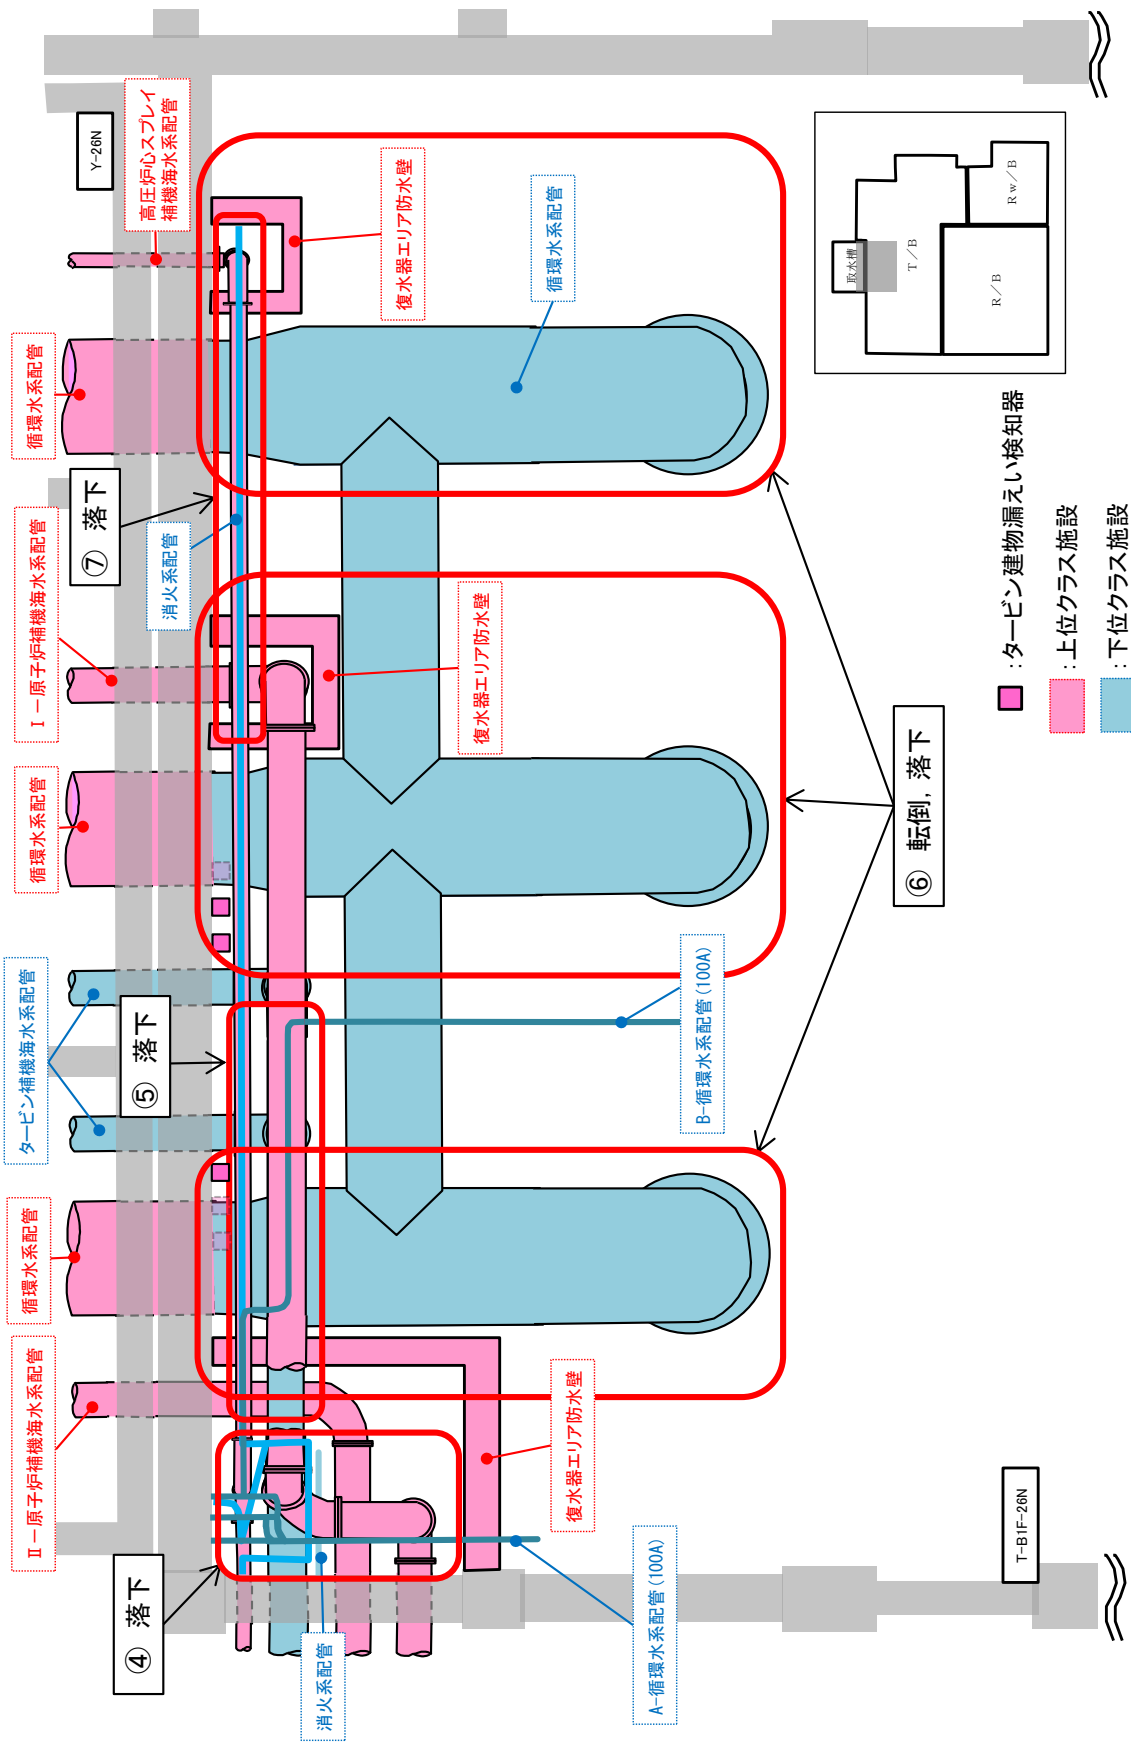 ④ 落下
Ⅱ－原子炉補機海水系配管
循環水系配管
タービン補機海水系配管
⑤ 落下
循環水系配管
Ⅰ－原子炉補機海水系配管
⑦ 落下
循環水系配管
高圧炉心スプレイ
補機海水系配管
Y-26N
消火系配管
消火系配管
復水器エリア防水壁
復水器エリア防水壁
復水器エリア防水壁
循環水系配管
A-循環水系配管(100A)
B-循環水系配管(100A)
⑥ 転倒，落下
T-B1F-26N
:タービン建物漏えい検知器
:上位クラス施設
:下位クラス施設
取水槽
T／B
R／B
Rw／B